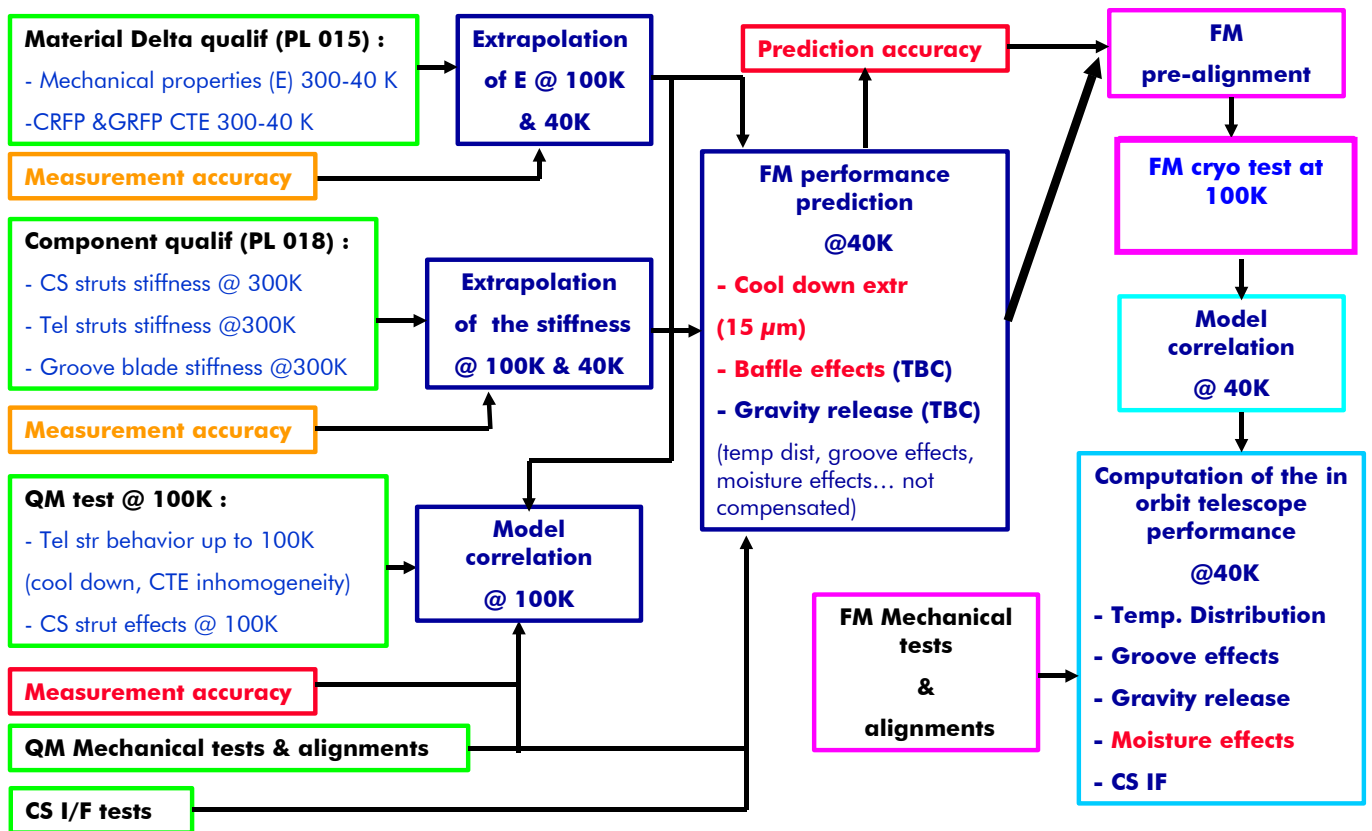 Material Delta qualif (PL 015) :
- Mechanical properties (E) 300-40 K
-CRFP &GRFP CTE 300-40 K
Measurement accuracy
Extrapolation
of E @ 100K
& 40K
Component qualif (PL 018) :
- CS struts stiffness @ 300K
- Tel struts stiffness @300K
- Groove blade stiffness @300K
Measurement accuracy
Extrapolation
of the stiffness
@ 100K & 40K
QM test @ 100K :
- Tel str behavior up to 100K
(cool down, CTE inhomogeneity)
- CS strut effects @ 100K
Measurement accuracy
QM Mechanical tests & alignments
CS I/F tests
Model
correlation
@ 100K
Prediction accuracy
FM performance
prediction
@40K
- Cool down extr
(15 µm)
- Baffle effects (TBC)
- Gravity release (TBC)
(temp dist, groove effects,
moisture effects... not
compensated)
FM
pre-alignment
FM cryo test at
100K
Model
correlation
@ 40K
FM Mechanical
tests
&
alignments
Computation of the in
orbit telescope
performance
@40K
- Temp. Distribution
- Groove effects
- Gravity release
- Moisture effects
- CS IF